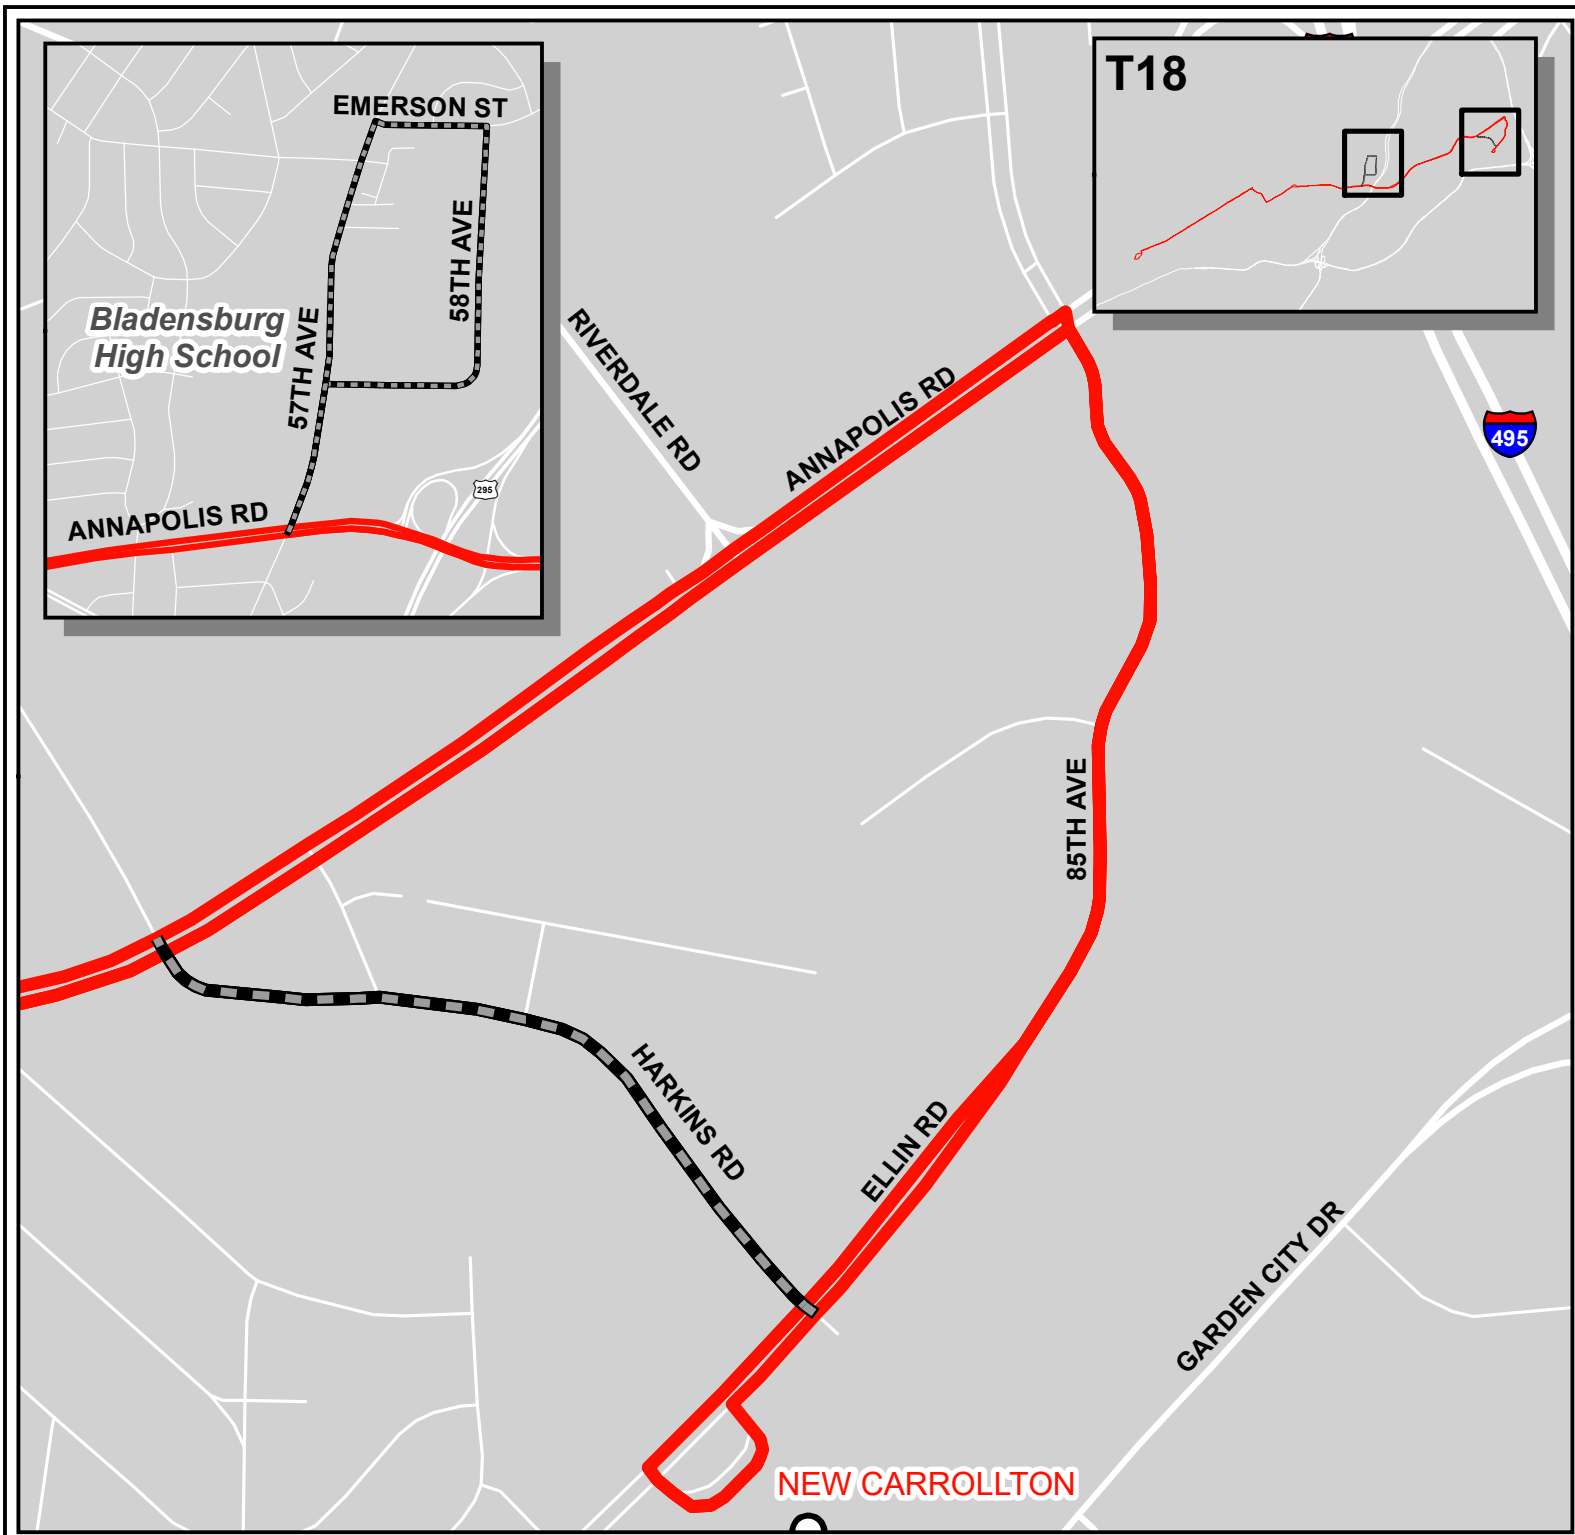 T18
EMERSON ST
58TH AVE
57TH AVE
Bladensburg
High School
295
ANNAPOLIS RD
RIVERDALE RD
ANNAPOLIS RD
495
85TH AVE
HARKINS RD
ELLIN RD
GARDEN CITY DR
NEW CARROLLTON